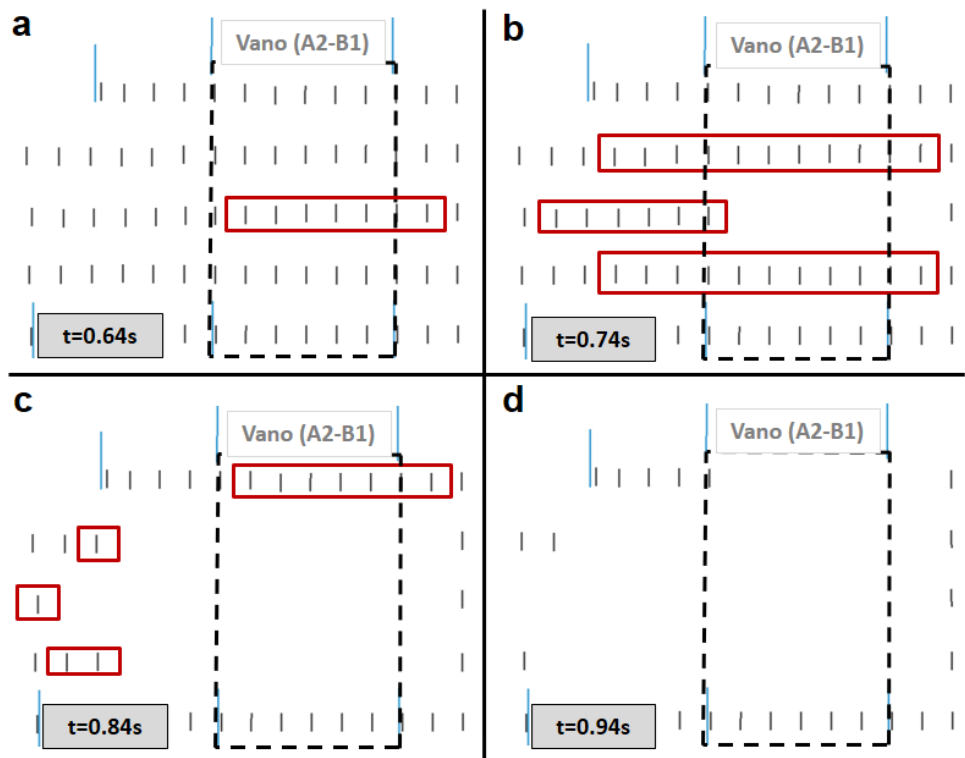 a
Vano (A2-B1)
t=0.64s
b
Vano (A2-B1)
t=0.74s
c
Vano (A2-B1)
t=0.84s
d
Vano (A2-B1)
t=0.94s